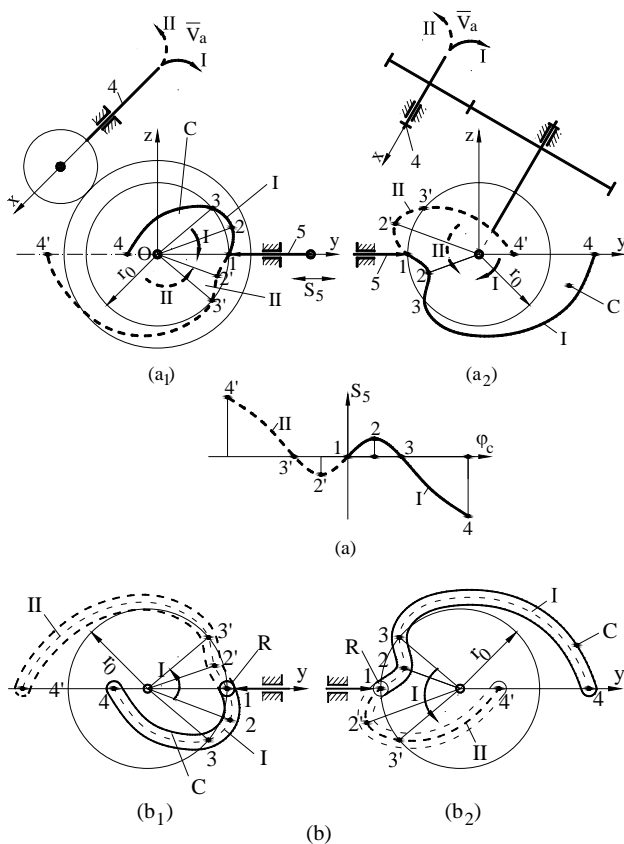 II V̅a
I
4
z
C
x
3
I
2
I
4' 4 O 1 5 y
2'
r₀ II
3' II S₅
(a₁)
II V̅a
I
x 4
z
II 3'
2'
II 4' 4 y
5 1 2 I
r₀
3 C
I
(a₂)
S₅
4'
II
1 2 3 φc
3'
2'
I
4
(a)
II
3'
r₀ I 2' R
4 1 y
2
3 I
C
(b₁)
I
3 C
R 2 r₀
1 y
I 4' 4
2'
3' II
(b₂)
(b)